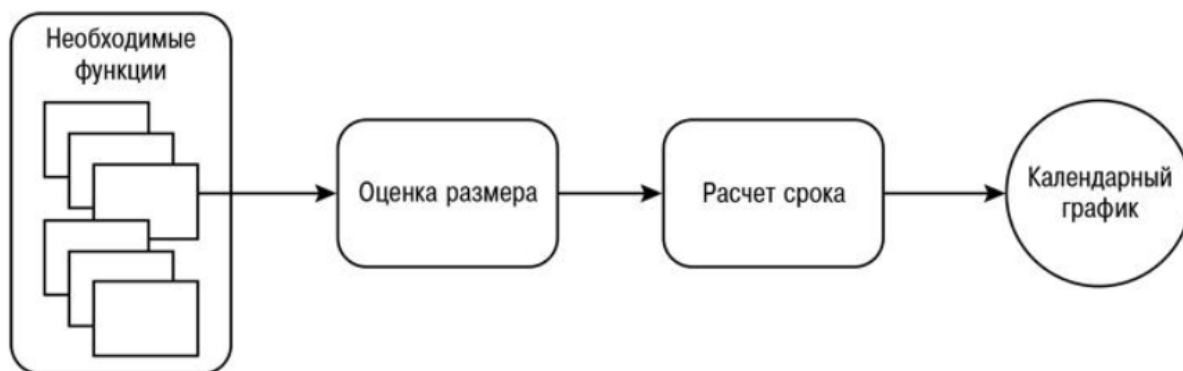 Необходимые
функции
Оценка размера
Расчет срока
Календарный
график